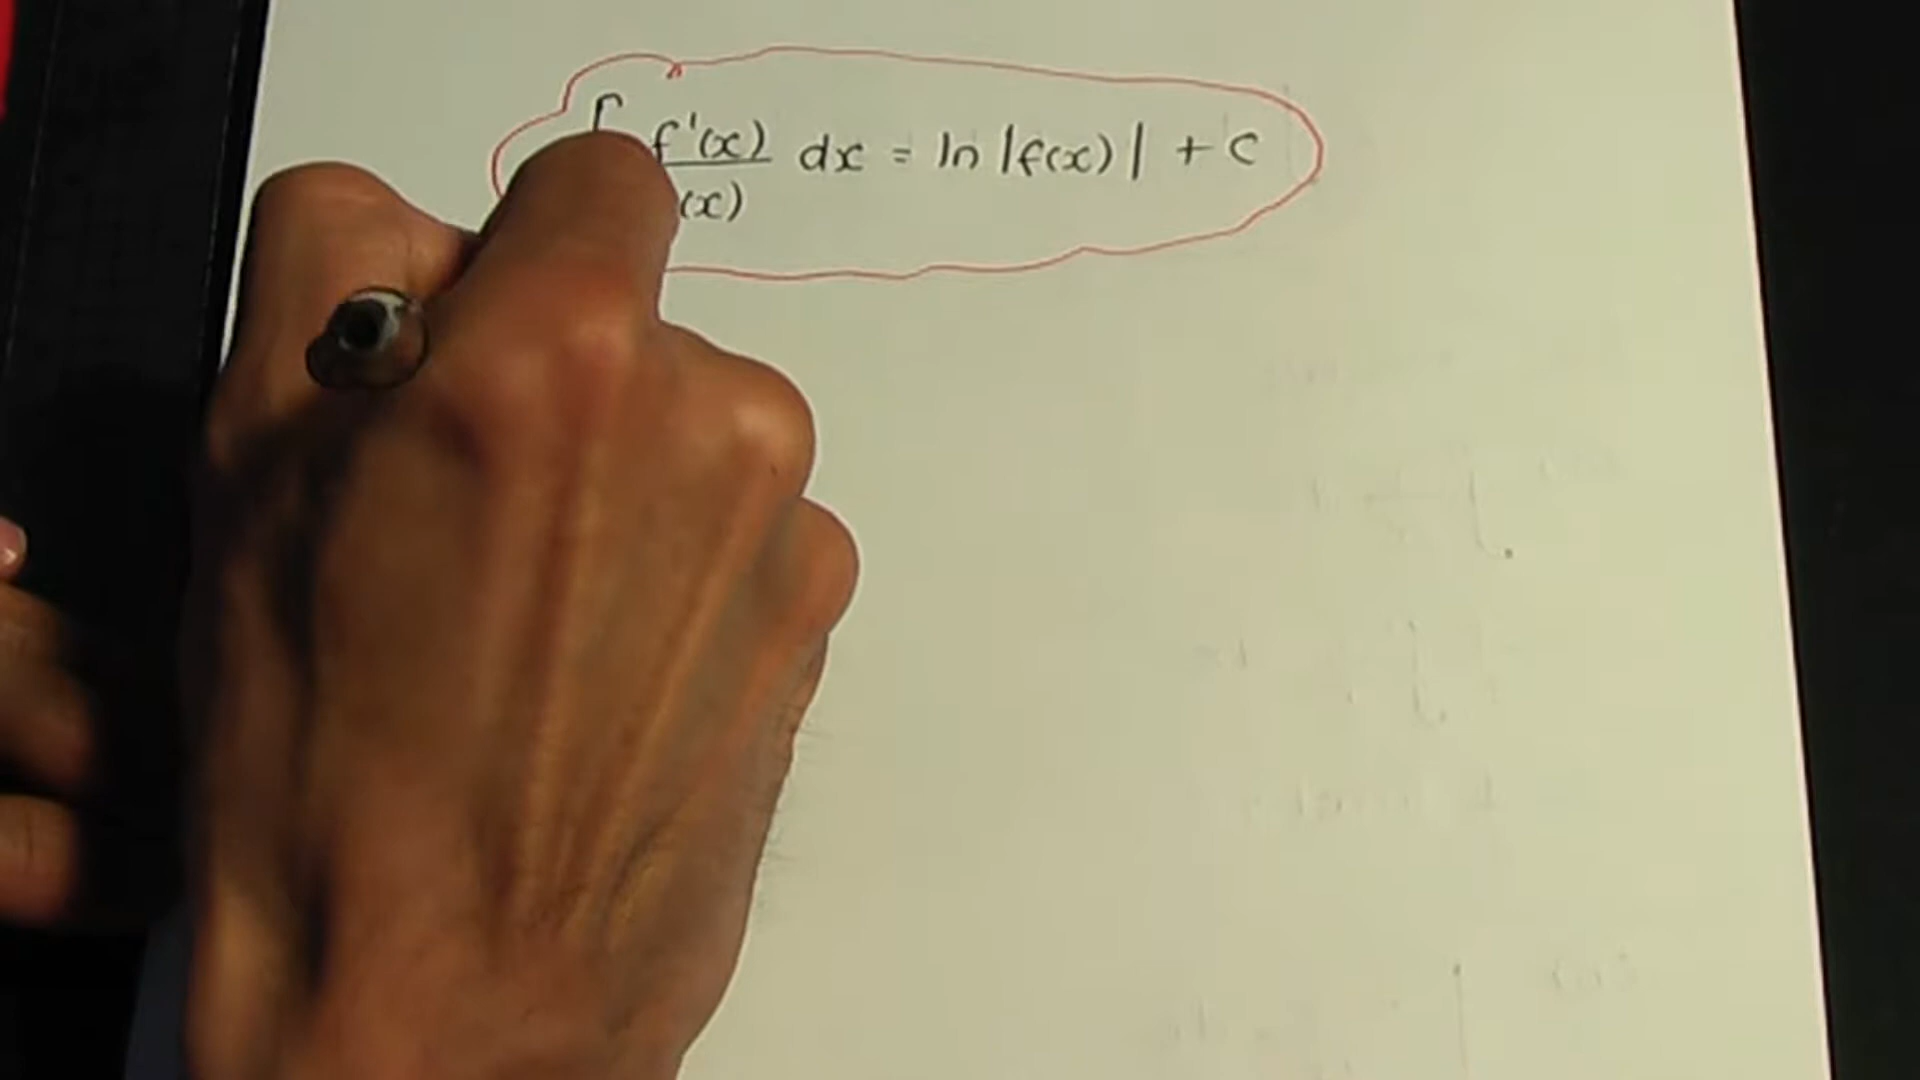 ∫ f'(x)/(x) dx = ln |f(x)| + c